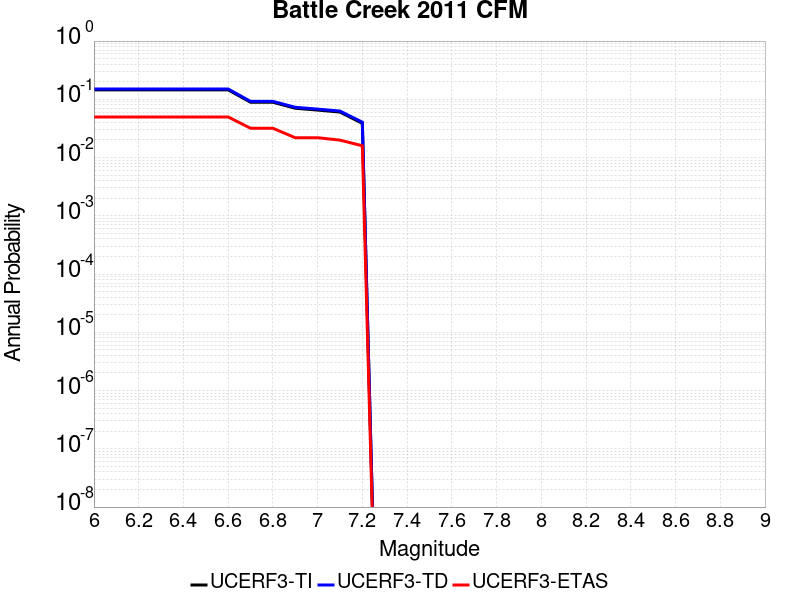 Battle Creek 2011 CFM
10^0
10^-1
10^-2
10^-3
10^-4
10^-5
10^-6
10^-7
10^-8
Annual Probability
6 6.2 6.4 6.6 6.8 7 7.2 7.4 7.6 7.8 8 8.2 8.4 8.6 8.8 9
Magnitude
UCERF3-TI UCERF3-TD UCERF3-ETAS